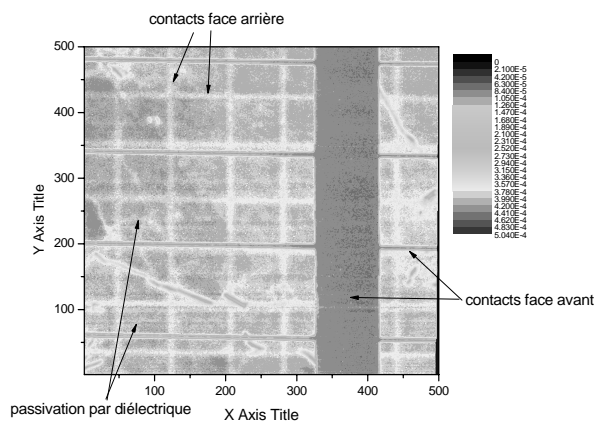 contacts face arrière
500
400
300
200
100
Y Axis Title
100
200
300
400
500
X Axis Title
0
2.100E-5
4.200E-5
6.300E-5
8.400E-5
1.050E-4
1.260E-4
1.470E-4
1.680E-4
1.890E-4
2.100E-4
2.310E-4
2.520E-4
2.730E-4
2.940E-4
3.150E-4
3.360E-4
3.570E-4
3.780E-4
3.990E-4
4.200E-4
4.410E-4
4.620E-4
4.830E-4
5.040E-4
contacts face avant
passivation par diélectrique